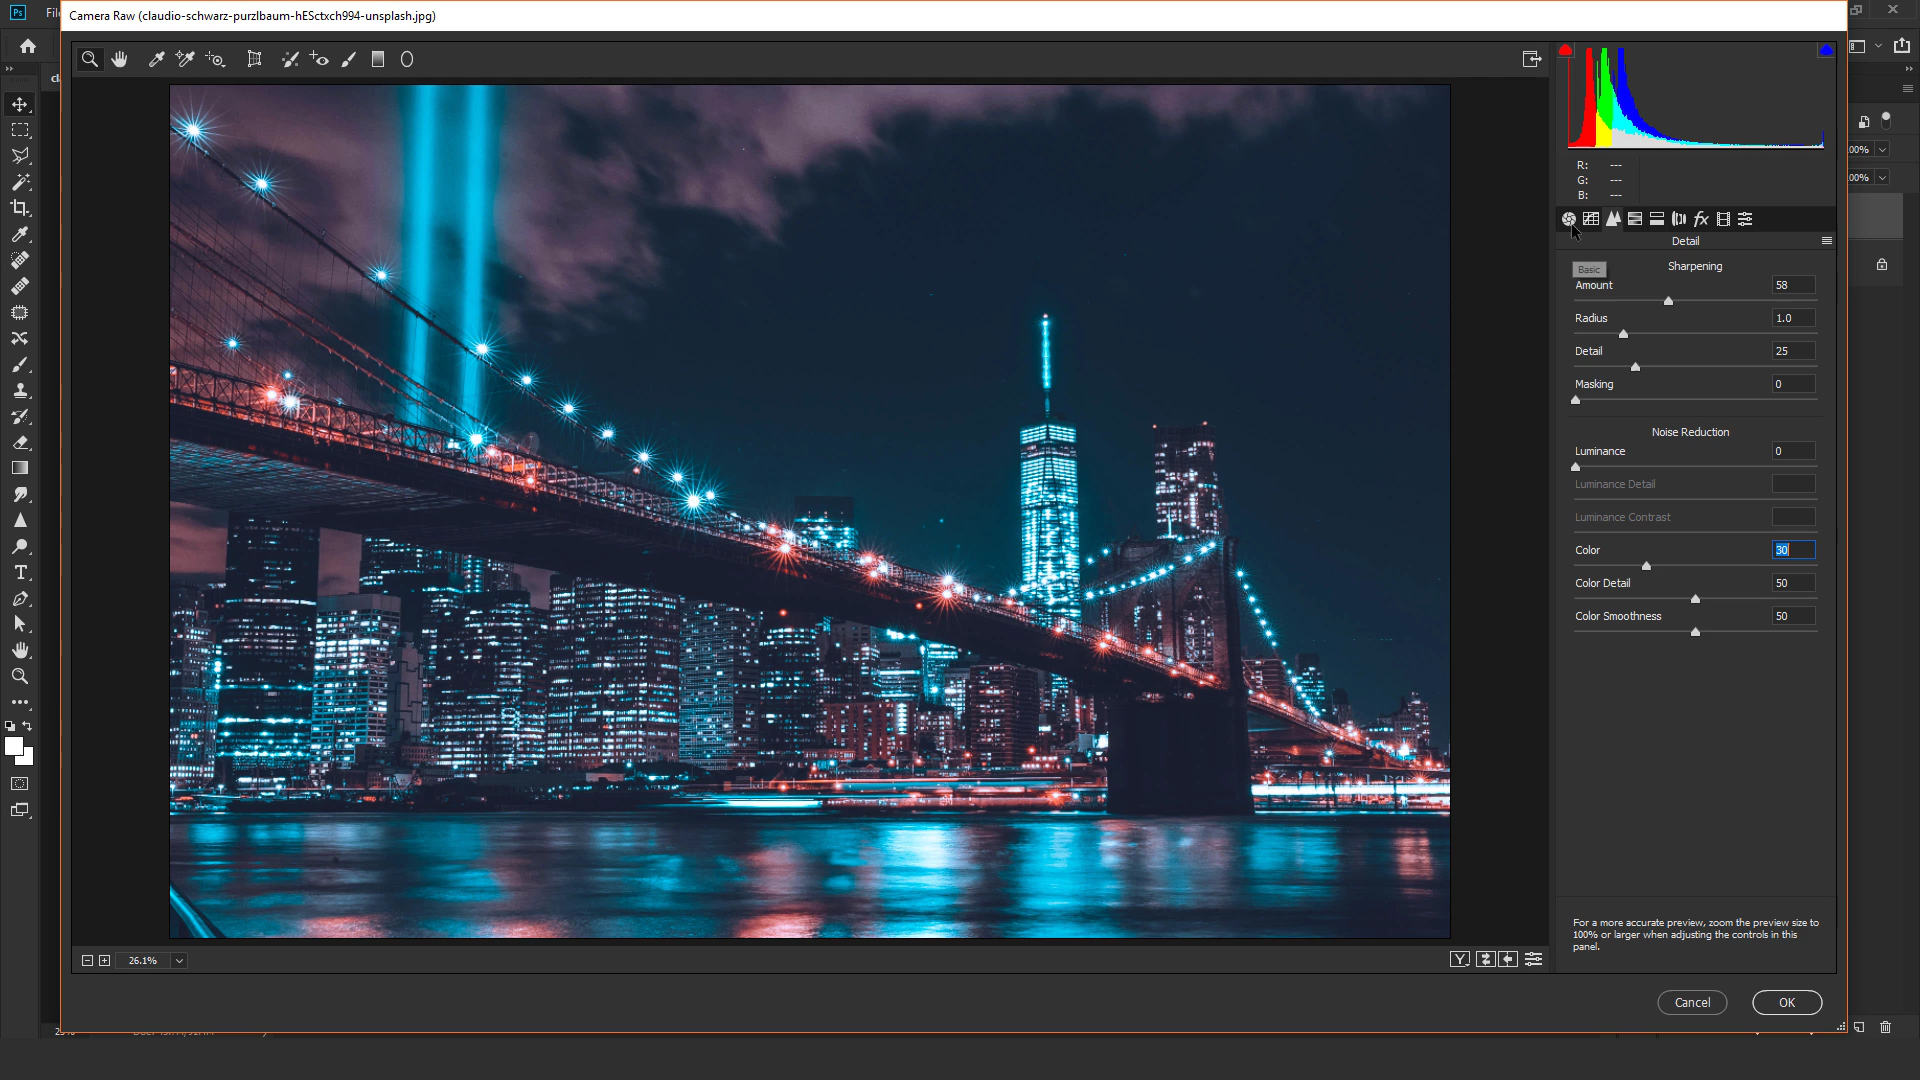 Ps
Camera Raw (claudio-schwarz-purzlbaum-hESctxch994-unsplash.jpg)
R: ---
G: ---
B: ---
fx
Detail
Basic
Sharpening
Amount 58
Radius 1.0
Detail 25
Masking 0
Noise Reduction
Luminance 0
Luminance Detail
Luminance Contrast
Color 30
Color Detail 50
Color Smoothness 50
For a more accurate preview, zoom the preview size to
100% or larger when adjusting the controls in this
panel.
26.1%
Y
Cancel
OK
T